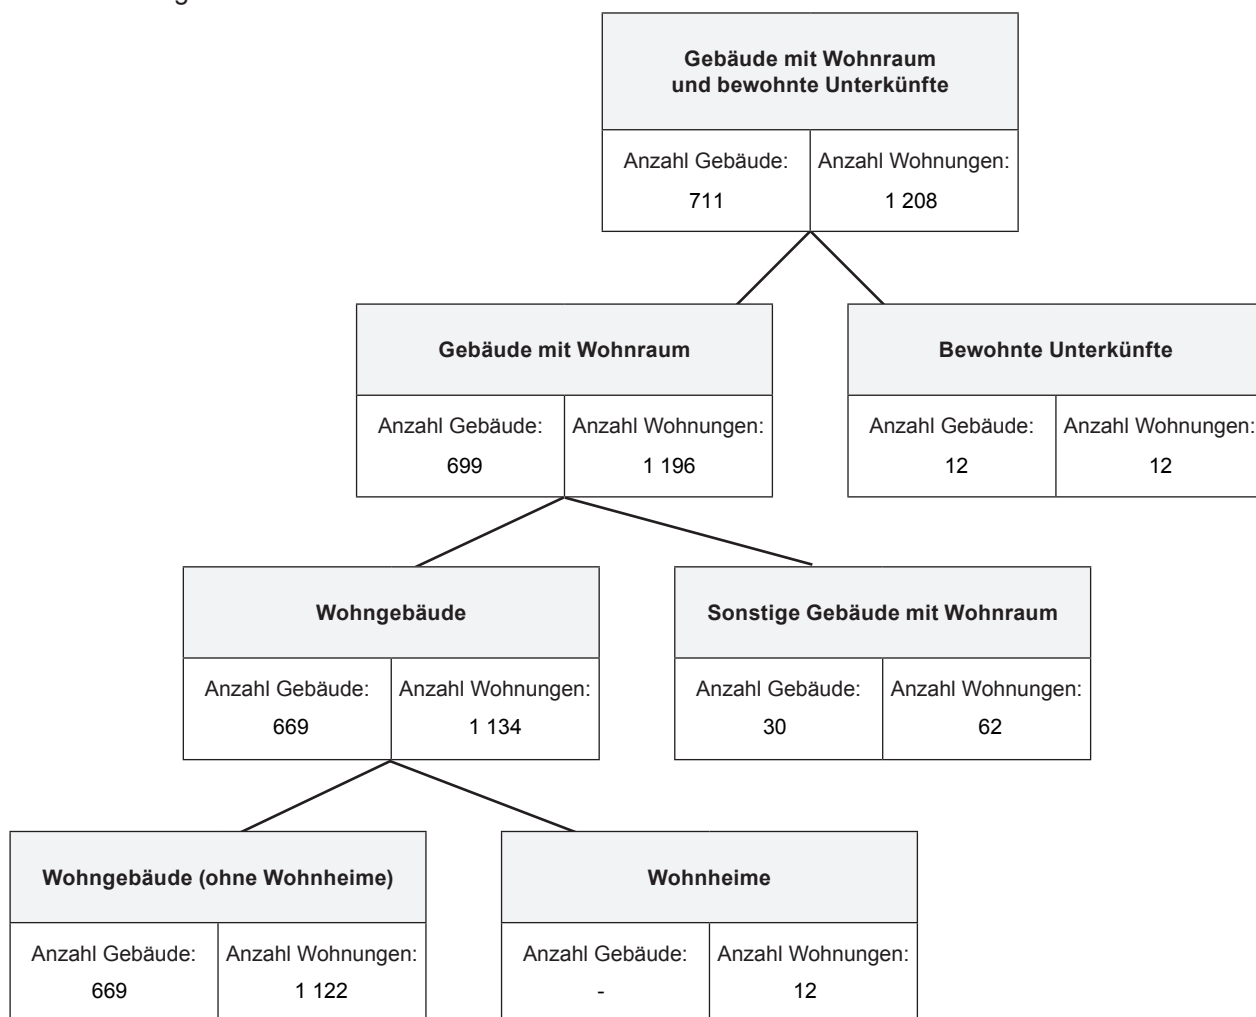 Gebäude mit Wohnraum
und bewohnte Unterkünfte
Anzahl Gebäude: Anzahl Wohnungen:
711 1 208
Gebäude mit Wohnraum Bewohnte Unterkünfte
Anzahl Gebäude: Anzahl Wohnungen: Anzahl Gebäude: Anzahl Wohnungen:
699 1 196 12 12
Wohngebäude Sonstige Gebäude mit Wohnraum
Anzahl Gebäude: Anzahl Wohnungen: Anzahl Gebäude: Anzahl Wohnungen:
669 1 134 30 62
Wohngebäude (ohne Wohnheime) Wohnheime
Anzahl Gebäude: Anzahl Wohnungen: Anzahl Gebäude: Anzahl Wohnungen:
669 1 122 - 12